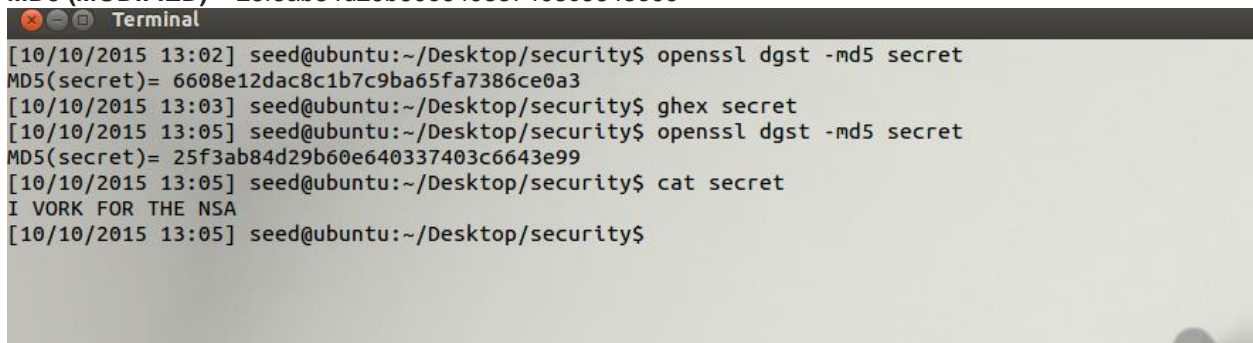 Terminal
[10/10/2015 13:02] seed@ubuntu:~/Desktop/security$ openssl dgst -md5 secret
MD5(secret)= 6608e12dac8c1b7c9ba65fa7386ce0a3
[10/10/2015 13:03] seed@ubuntu:~/Desktop/security$ ghex secret
[10/10/2015 13:05] seed@ubuntu:~/Desktop/security$ openssl dgst -md5 secret
MD5(secret)= 25f3ab84d29b60e640337403c6643e99
[10/10/2015 13:05] seed@ubuntu:~/Desktop/security$ cat secret
I VORK FOR THE NSA
[10/10/2015 13:05] seed@ubuntu:~/Desktop/security$